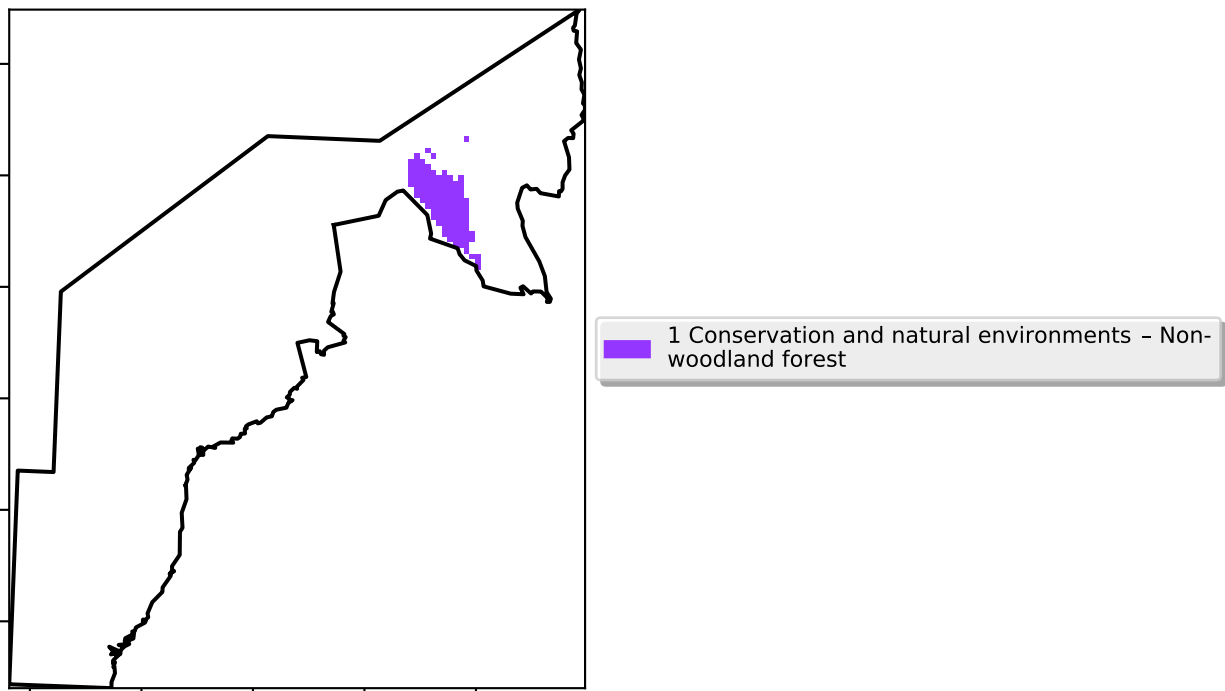 1 Conservation and natural environments – Non-
woodland forest